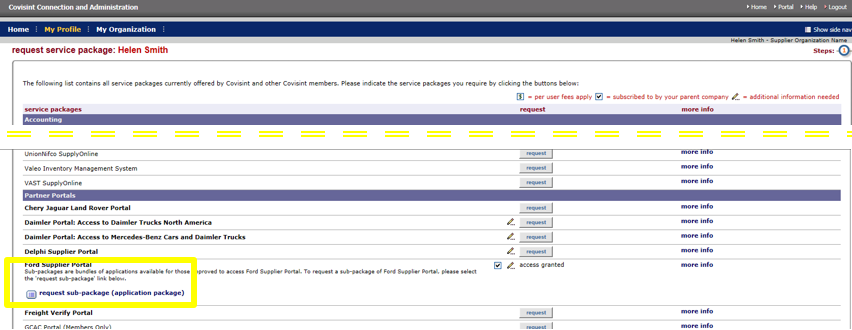 Covisint Connection and Administration
Home Portal Help Logout
Home My Profile My Organization
Show side nav
Helen Smith - Supplier Organization Name
request service package: Helen Smith
Steps: 1
The following list contains all service packages currently offered by Covisint and other Covisint members. Please indicate the service packages you require by clicking the buttons below:
$ = per user fees apply = subscribed to by your parent company = additional information needed
service packages request more info
Accounting
UnionNifco SupplyOnline request more info
Valeo Inventory Management System request more info
VAST SupplyOnline request more info
Partner Portals
Chery Jaguar Land Rover Portal request more info
Daimler Portal: Access to Daimler Trucks North America request more info
Daimler Portal: Access to Mercedes-Benz Cars and Daimler Trucks request more info
Delphi Supplier Portal request more info
Ford Supplier Portal access granted more info
Sub-packages are bundles of applications available for those approved to access Ford Supplier Portal. To request a sub-package of Ford Supplier Portal, please select
the 'request sub-package' link below.
request sub-package (application package)
Freight Verify Portal request more info
GCAC Portal (Members Only) request more info